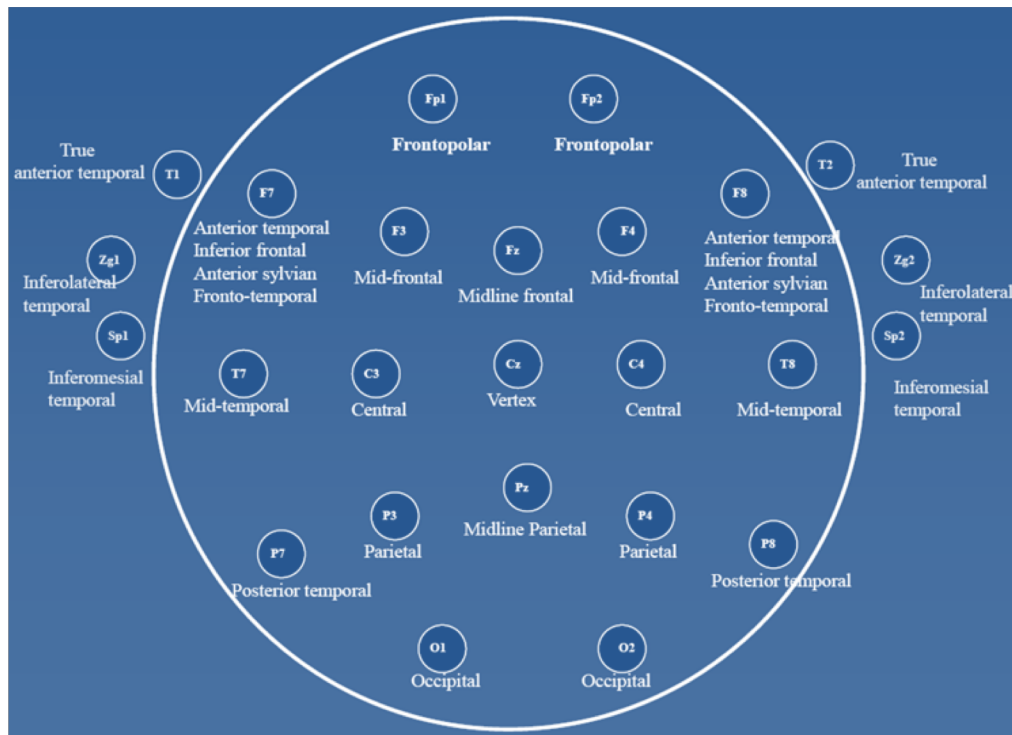 Fp1
Fp2
Frontopolar
Frontopolar
True
anterior temporal
T1
T2
True
anterior temporal
F7
Anterior temporal
Inferior frontal
Anterior sylvian
Fronto-temporal
F3
Mid-frontal
Fz
Midline frontal
F4
Mid-frontal
F8
Anterior temporal
Inferior frontal
Anterior sylvian
Fronto-temporal
Zg1
Inferolateral
temporal
Zg2
Inferolateral
temporal
Sp1
Inferomesial
temporal
Sp2
Inferomesial
temporal
T7
Mid-temporal
C3
Central
Cz
Vertex
C4
Central
T8
Mid-temporal
P7
Posterior temporal
P3
Parietal
Pz
Midline Parietal
P4
Parietal
P8
Posterior temporal
O1
Occipital
O2
Occipital